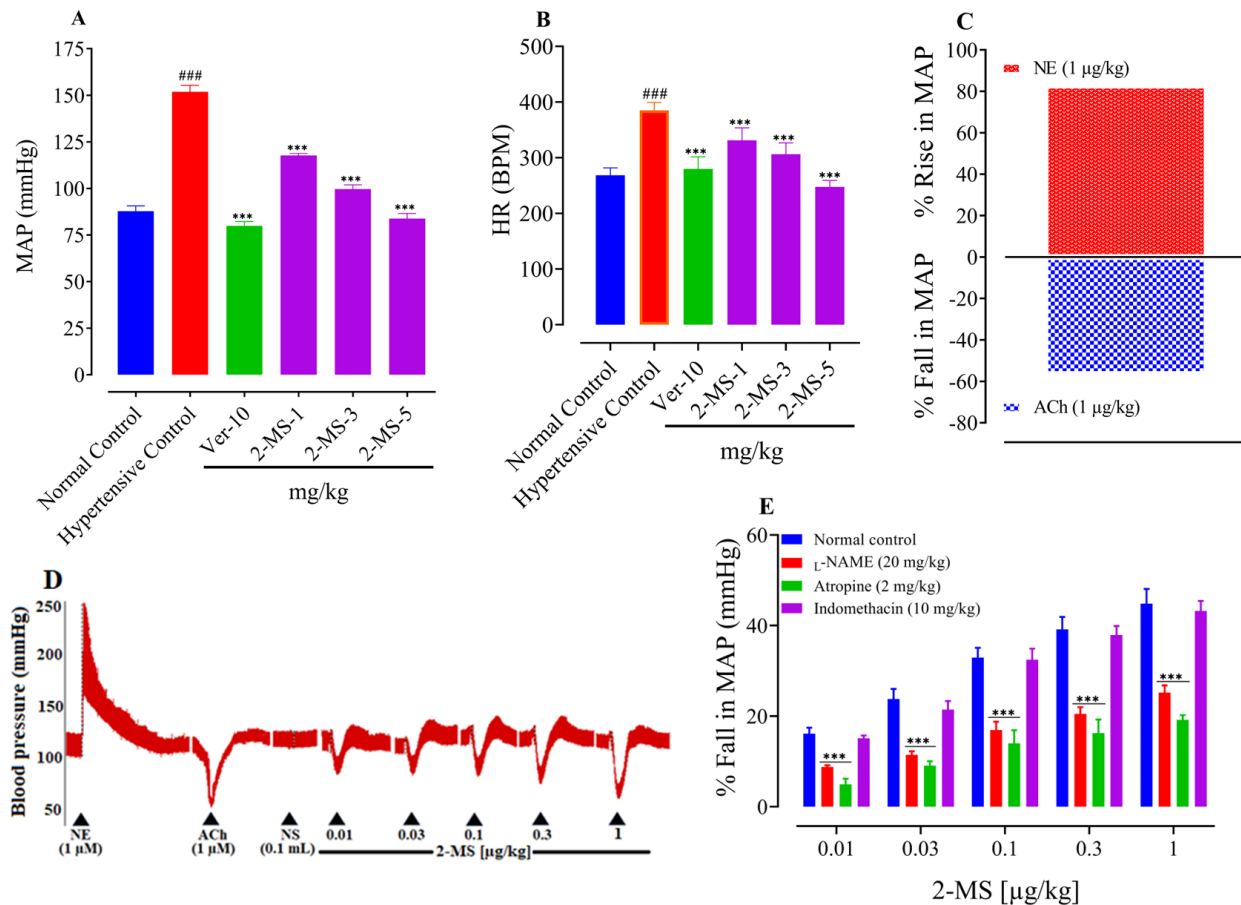 A
MAP (mmHg)
175
150
125
100
75
50
25
0
###
***
***
***
***
Normal Control
Hypertensive Control
Ver-10
2-MS-1
2-MS-3
2-MS-5
mg/kg
B
HR (BPM)
500
400
300
200
100
0
###
***
***
***
***
Normal Control
Hypertensive Control
Ver-10
2-MS-1
2-MS-3
2-MS-5
mg/kg
C
% Fall in MAP % Rise in MAP
100
80
60
40
20
0
-20
-40
-60
-80
NE (1 µg/kg)
ACh (1 µg/kg)
D
Blood pressure (mmHg)
250
200
150
100
50
NE
(1 µM)
ACh
(1 µM)
NS
(0.1 mL)
0.01 0.03 0.1 0.3 1
2-MS [µg/kg]
E
% Fall in MAP (mmHg)
60
40
20
0
Normal control
L-NAME (20 mg/kg)
Atropine (2 mg/kg)
Indomethacin (10 mg/kg)
***
***
***
***
***
0.01 0.03 0.1 0.3 1
2-MS [µg/kg]